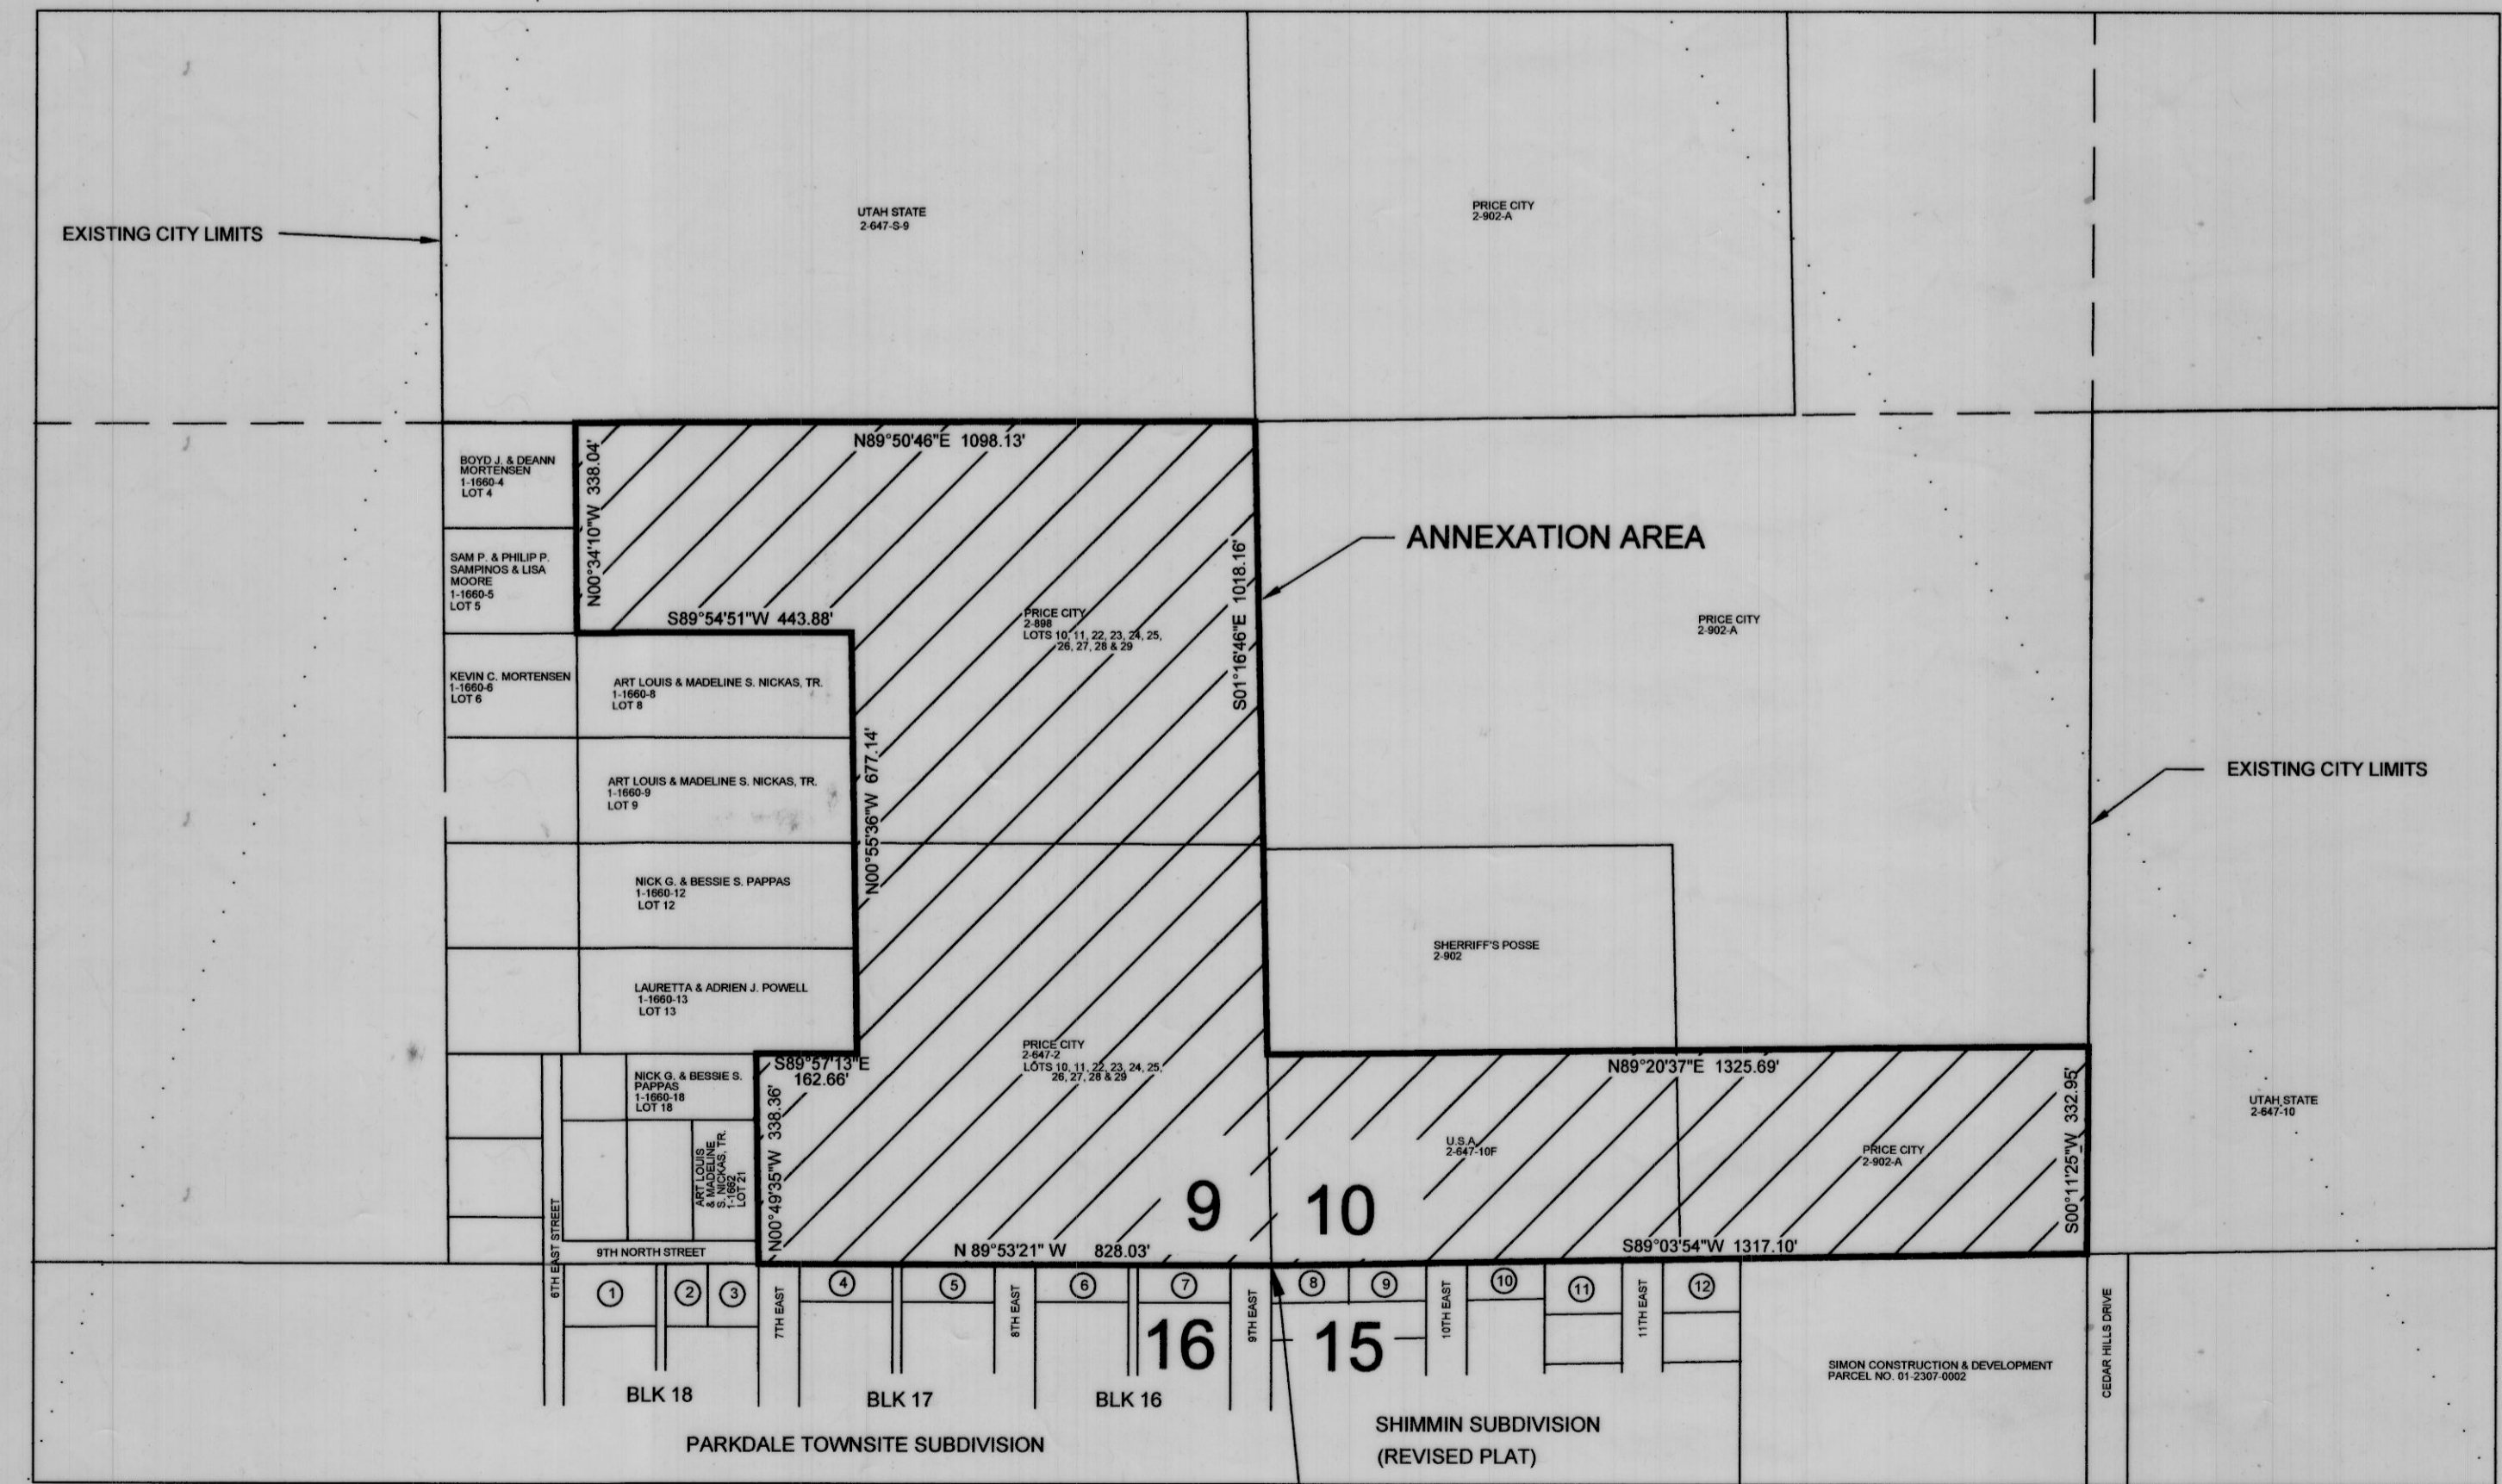 UTAH STATE
2-647-S-9
PRICE CITY
2-902-A
EXISTING CITY LIMITS
N89°50'46"E 1098.13'
BOYD J. & DEANN
MORTENSEN
1-1660-4
LOT 4
N00°34'10"W 338.04'
ANNEXATION AREA
SAM P. & PHILIP P.
SAMPINOS & LISA
MOORE
1-1660-5
LOT 5
S89°54'51"W 443.88'
PRICE CITY
2-898
LOTS 10, 11, 22, 23, 24, 25,
26, 27, 28 & 29
S01°16'46"E 1018.16'
PRICE CITY
2-902-A
KEVIN C. MORTENSEN
1-1660-6
LOT 6
ART LOUIS & MADELINE S. NICKAS, TR.
1-1660-8
LOT 8
N00°55'36"W 677.14'
EXISTING CITY LIMITS
ART LOUIS & MADELINE S. NICKAS, TR.
1-1660-9
LOT 9
NICK G. & BESSIE S. PAPPAS
1-1660-12
LOT 12
SHERRIFF'S POSSE
2-902
LAURETTA & ADRIEN J. POWELL
1-1660-13
LOT 13
S89°57'13"E
162.66'
PRICE CITY
2-647-2
LOTS 10, 11, 22, 23, 24, 25,
26, 27, 28 & 29
N89°20'37"E 1325.69'
NICK G. & BESSIE S.
PAPPAS
1-1660-18
LOT 18
N00°49'35"W 338.36'
S00°11'25"W 332.95'
UTAH STATE
2-647-10
U.S.A.
2-647-10F
PRICE CITY
2-902-A
ART LOUIS
& MADELINE
S. NICKAS, TR.
1-1662
LOT 21
9
10
6TH EAST STREET
9TH NORTH STREET
N 89°53'21" W 828.03'
S89°03'54"W 1317.10'
1
2
3
7TH EAST
4
5
8TH EAST
6
7
9TH EAST
8
9
10TH EAST
10
11
11TH EAST
12
CEDAR HILLS DRIVE
16
15
SIMON CONSTRUCTION & DEVELOPMENT
PARCEL NO. 01-2307-0002
BLK 18
BLK 17
BLK 16
PARKDALE TOWNSITE SUBDIVISION
SHIMMIN SUBDIVISION
(REVISED PLAT)